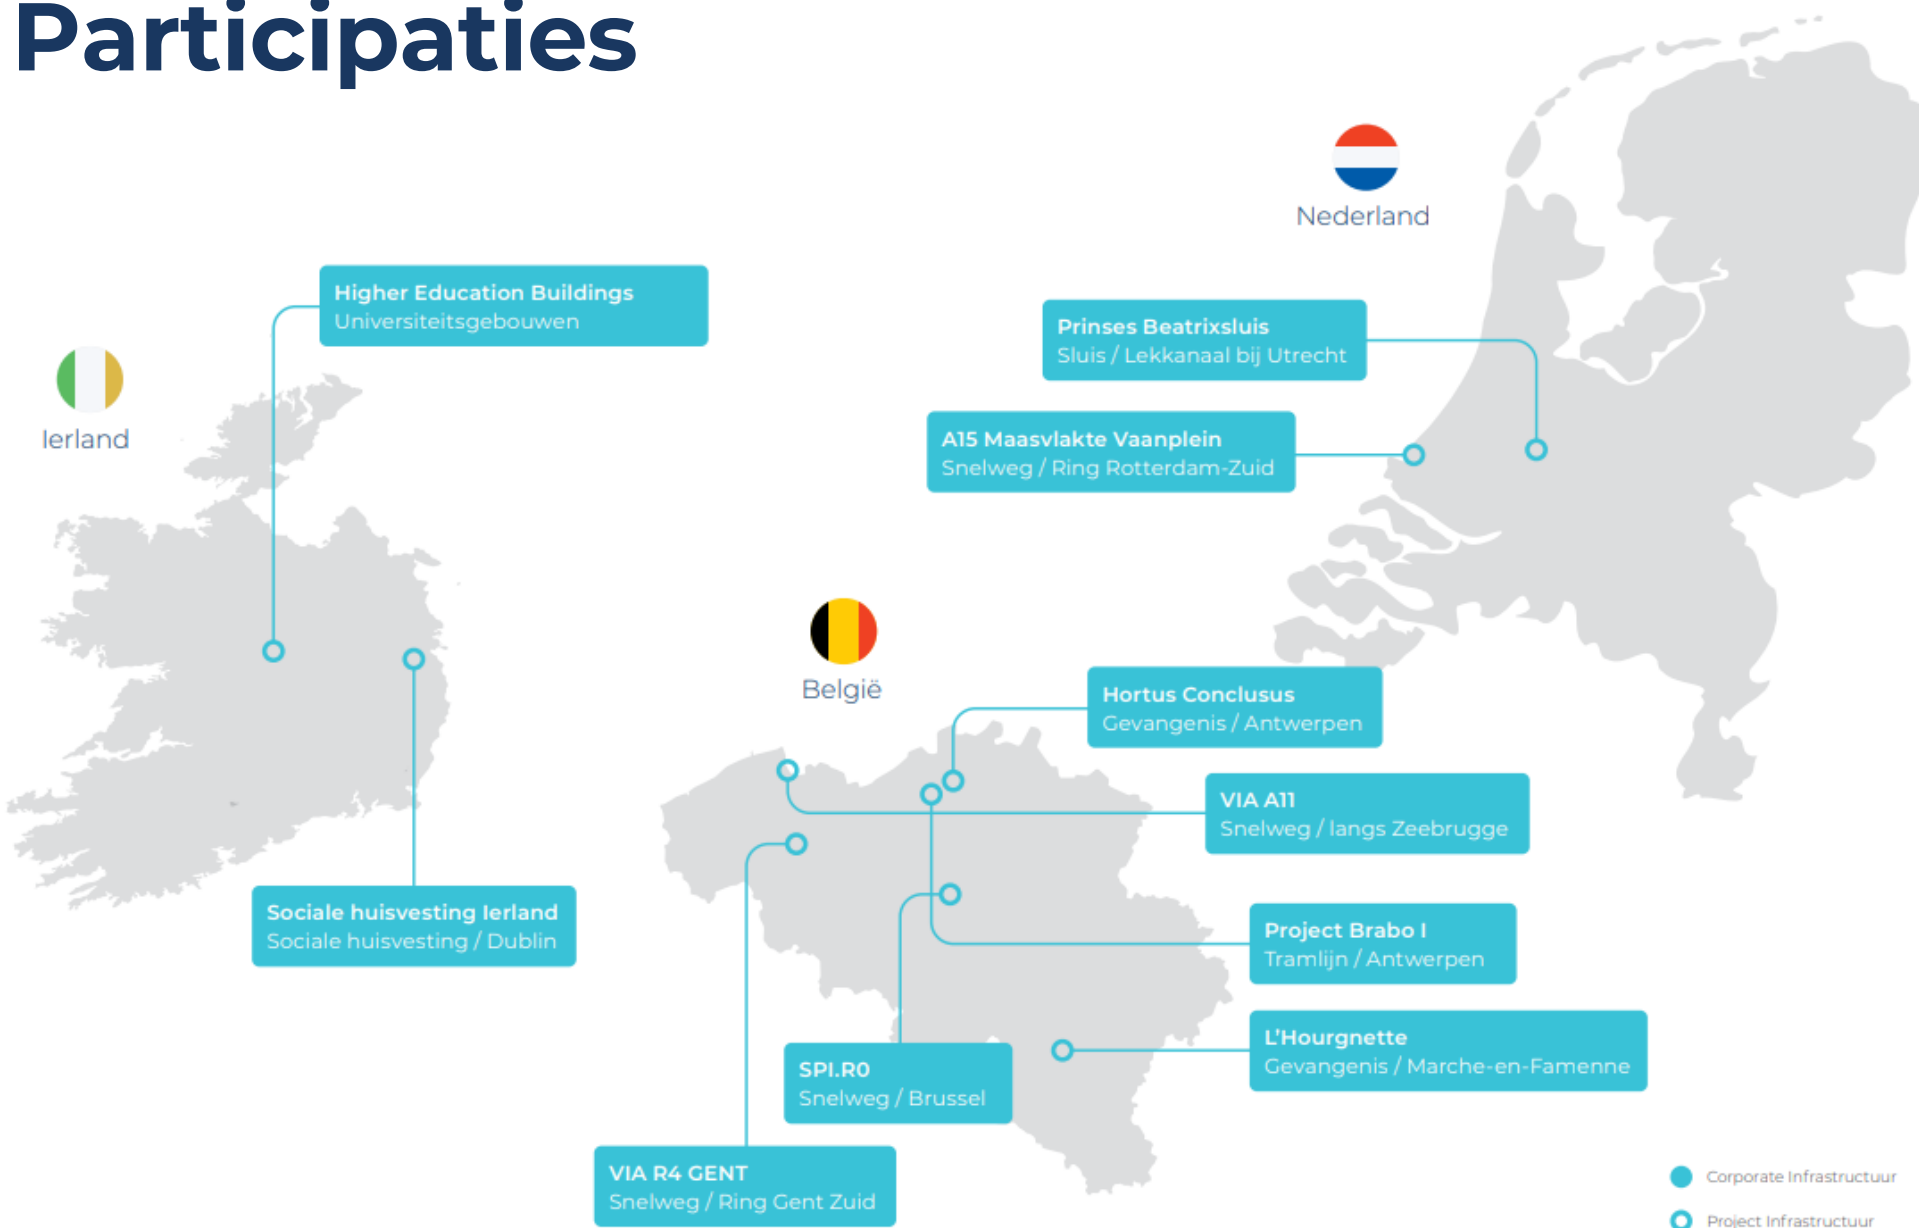 Participaties
Nederland
Higher Education Buildings
Universiteitsgebouwen
Prinses Beatrixsluis
Sluis / Lekkanaal bij Utrecht
Ierland
A15 Maasvlakte Vaanplein
Snelweg / Ring Rotterdam-Zuid
België
Hortus Conclusus
Gevangenis / Antwerpen
VIA A11
Snelweg / langs Zeebrugge
Sociale huisvesting Ierland
Sociale huisvesting / Dublin
Project Brabo I
Tramlijn / Antwerpen
L'Hourgnette
Gevangenis / Marche-en-Famenne
SPI.R0
Snelweg / Brussel
VIA R4 GENT
Snelweg / Ring Gent Zuid
Corporate Infrastructuur
Project Infrastructuur